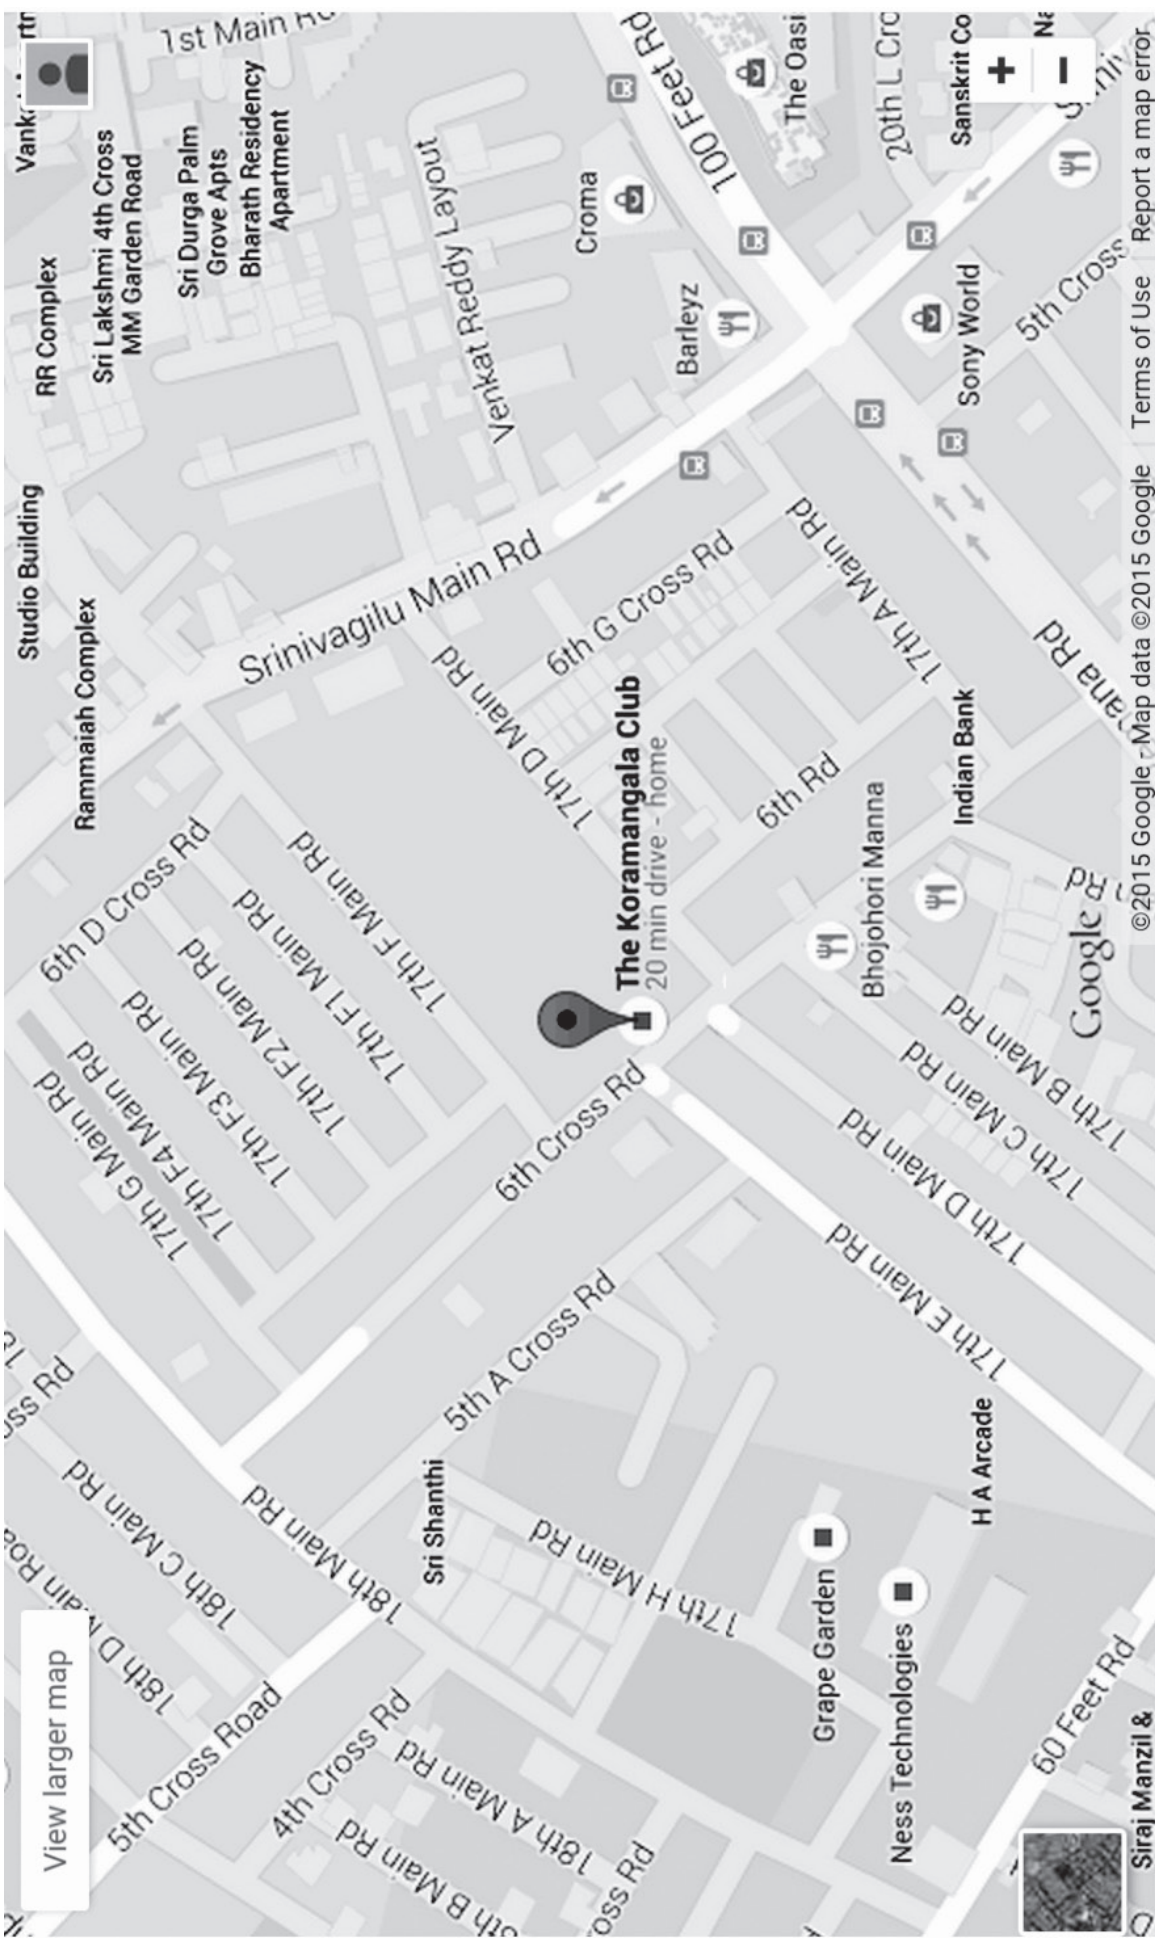 View larger map
Studio Building
RR Complex
Rammaiah Complex
Sri Lakshmi 4th Cross
MM Garden Road
Sri Durga Palm
Grove Apts
Bharath Residency
Apartment
1st Main Rd
5th Cross Road
18th C Main Rd
17th G Main Rd
17th F4 Main Rd
17th F3 Main Rd
17th F2 Main Rd
17th F1 Main Rd
17th F Main Rd
6th D Cross Rd
Srinivagilu Main Rd
Venkat Reddy Layout
4th Cross Rd
18th Main Rd
18th A Main Rd
Sri Shanthi
5th A Cross Rd
6th Cross Rd
17th D Main Rd
6th G Cross Rd
Croma
100 Feet Rd
The Koramangala Club
20 min drive - home
Barleyz
17th H Main Rd
6th Rd
17th A Main Rd
Grape Garden
Ness Technologies
Bhojohori Manna
17th E Main Rd
17th D Main Rd
17th C Main Rd
17th B Main Rd
Indian Bank
Sony World
H A Arcade
5th Cross
60 Feet Rd
Google
Siraj Manzil &
©2015 Google - Map data ©2015 Google
Terms of Use
Report a map error